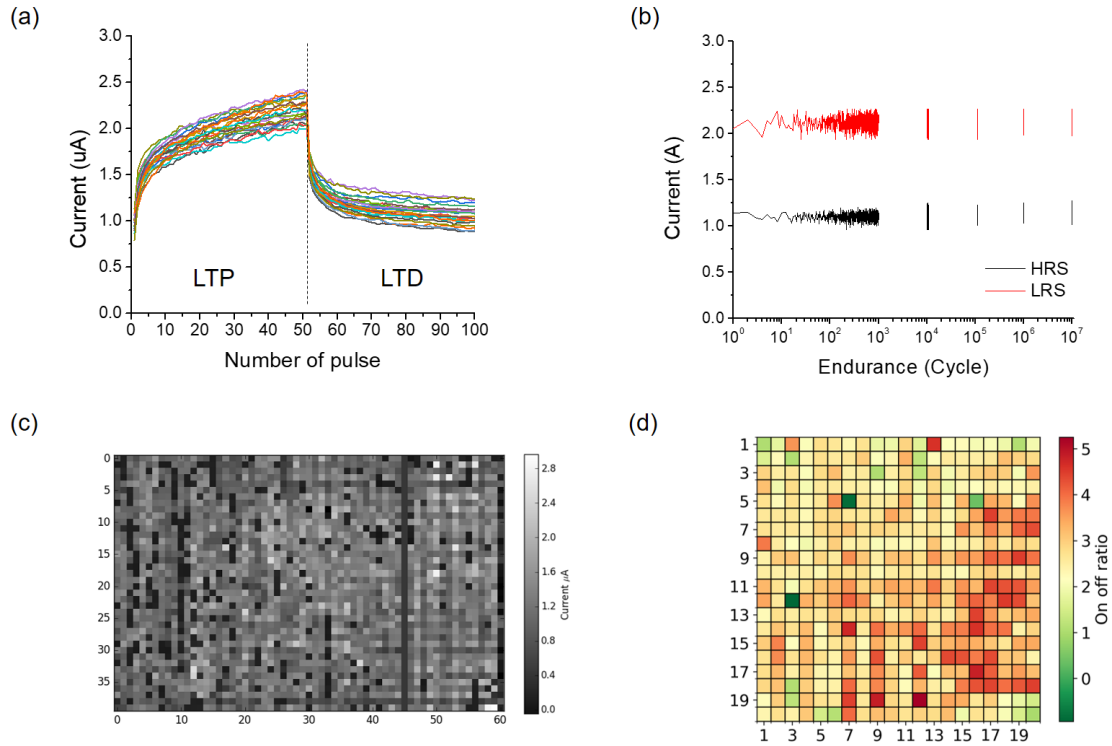 (a)
3.0
2.5
2.0
1.5
1.0
0.5
0.0
Current (uA)
LTP
LTD
0 10 20 30 40 50 60 70 80 90 100
Number of pulse
(b)
3.0
2.5
2.0
1.5
1.0
0.5
0.0
Current (A)
HRS
LRS
10^0 10^1 10^2 10^3 10^4 10^5 10^6 10^7
Endurance (Cycle)
(c)
0
5
10
15
20
25
30
35
0 10 20 30 40 50 60
2.8
2.4
2.0
1.6
1.2
0.8
0.4
0.0
Current μA
(d)
1
3
5
7
9
11
13
15
17
19
1 3 5 7 9 11 13 15 17 19
5
4
3
2
1
0
On off ratio